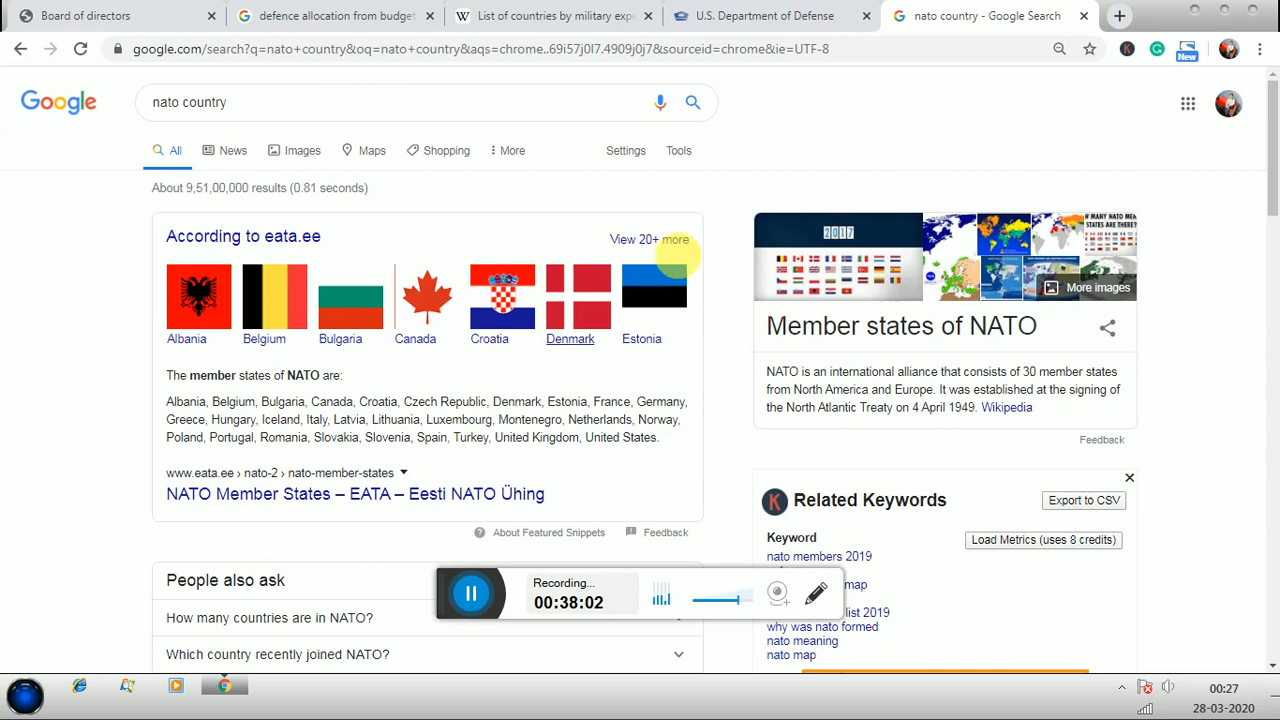 Board of directors
defence allocation from budget
List of countries by military expe
U.S. Department of Defense
nato country - Google Search
google.com/search?q=nato+country&oq=nato+country&aqs=chrome..69i57j0l7.4909j0j7&sourceid=chrome&ie=UTF-8
New
Google
nato country
All
News
Images
Maps
Shopping
More
Settings
Tools
About 9,51,00,000 results (0.81 seconds)
According to eata.ee
View 20+ more
Albania
Belgium
Bulgaria
Canada
Croatia
Denmark
Estonia
The member states of NATO are:
Albania, Belgium, Bulgaria, Canada, Croatia, Czech Republic, Denmark, Estonia, France, Germany,
Greece, Hungary, Iceland, Italy, Latvia, Lithuania, Luxembourg, Montenegro, Netherlands, Norway,
Poland, Portugal, Romania, Slovakia, Slovenia, Spain, Turkey, United Kingdom, United States.
www.eata.ee › nato-2 › nato-member-states
NATO Member States – EATA – Eesti NATO Ühing
About Featured Snippets
Feedback
People also ask
How many countries are in NATO?
Which country recently joined NATO?
2017
More images
Member states of NATO
NATO is an international alliance that consists of 30 member states
from North America and Europe. It was established at the signing of
the North Atlantic Treaty on 4 April 1949. Wikipedia
Feedback
K Related Keywords
Export to CSV
Keyword
Load Metrics (uses 8 credits)
nato members 2019
map
list 2019
why was nato formed
nato meaning
nato map
Recording...
00:38:02
00:27
28-03-2020